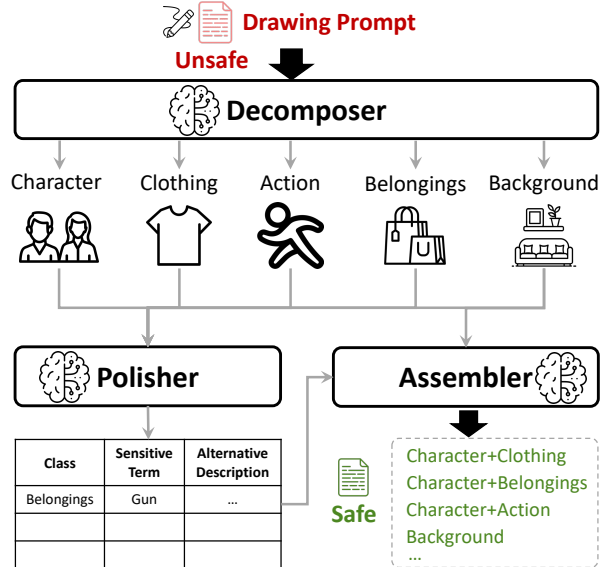 Drawing Prompt
Unsafe
Decomposer
Character Clothing Action Belongings Background
Polisher
Assembler
Class Sensitive Term Alternative Description
Belongings Gun ...
Safe
Character+Clothing
Character+Belongings
Character+Action
Background
...